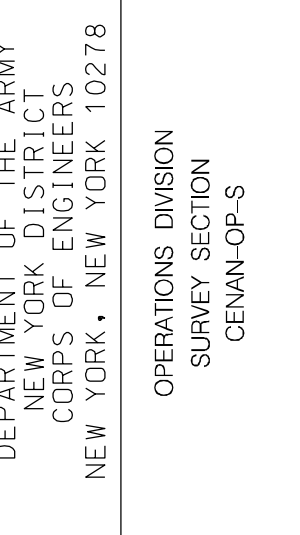 DEPARTMENT OF THE ARMY
NEW YORK DISTRICT
CORPS OF ENGINEERS
NEW YORK, NEW YORK 10278
OPERATIONS DIVISION
SURVEY SECTION
CENAN-OP-S